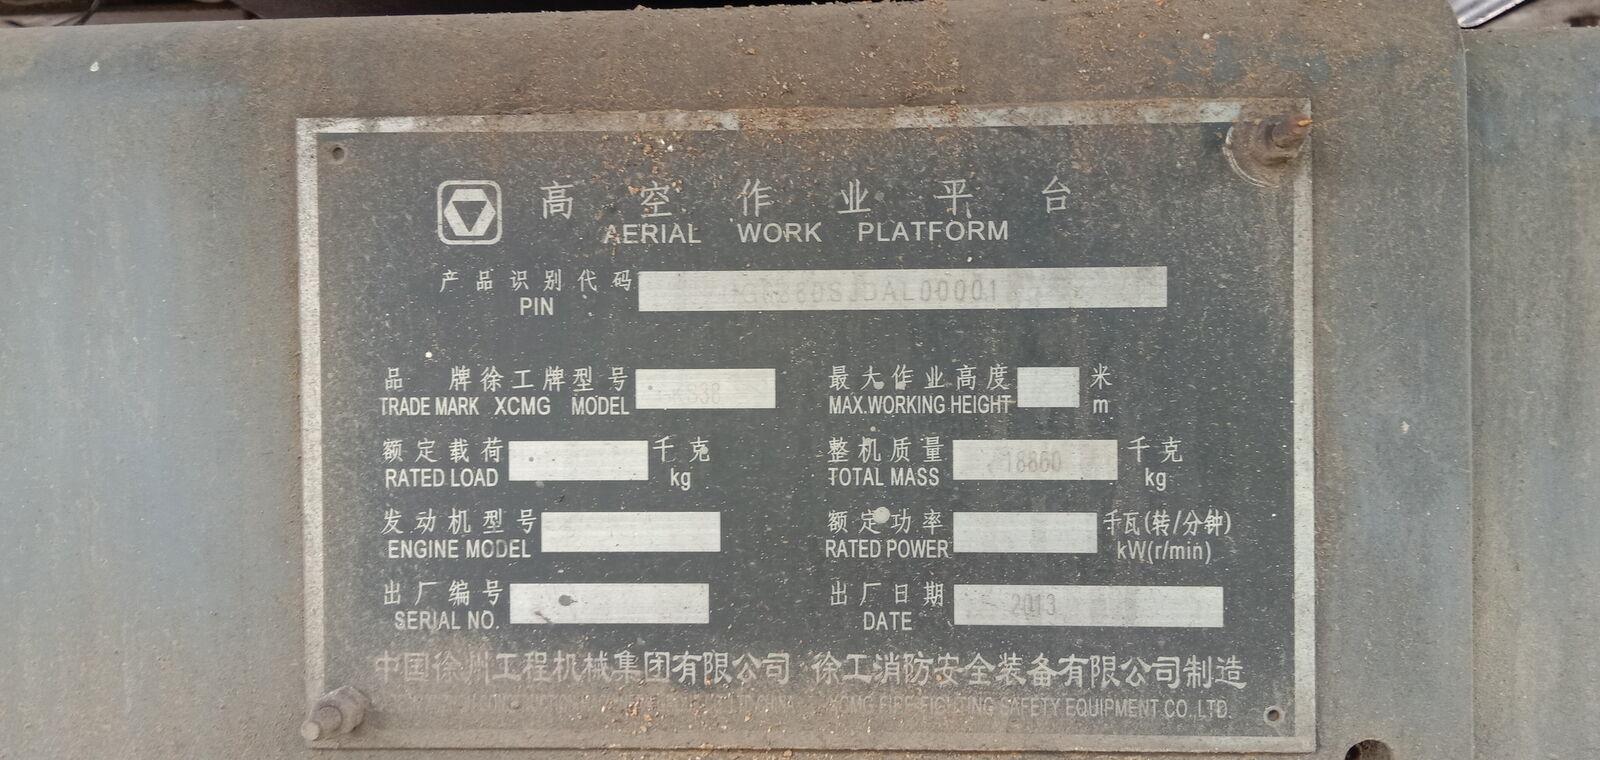 高空作业平台
AERIAL WORK PLATFORM
产品识别代码
PIN
品牌徐工牌型号
TRADE MARK XCMG MODEL
最大作业高度 米
MAX.WORKING HEIGHT m
额定载荷 千克
RATED LOAD kg
整机质量 18860 千克
TOTAL MASS kg
发动机型号
ENGINE MODEL
额定功率 千瓦(转/分钟)
RATED POWER kW(r/min)
出厂编号
SERIAL NO.
出厂日期 2013
DATE
中国徐州工程机械集团有限公司 徐工消防安全装备有限公司制造
XCMG FIRE-FIGHTING SAFETY EQUIPMENT CO.,LTD.